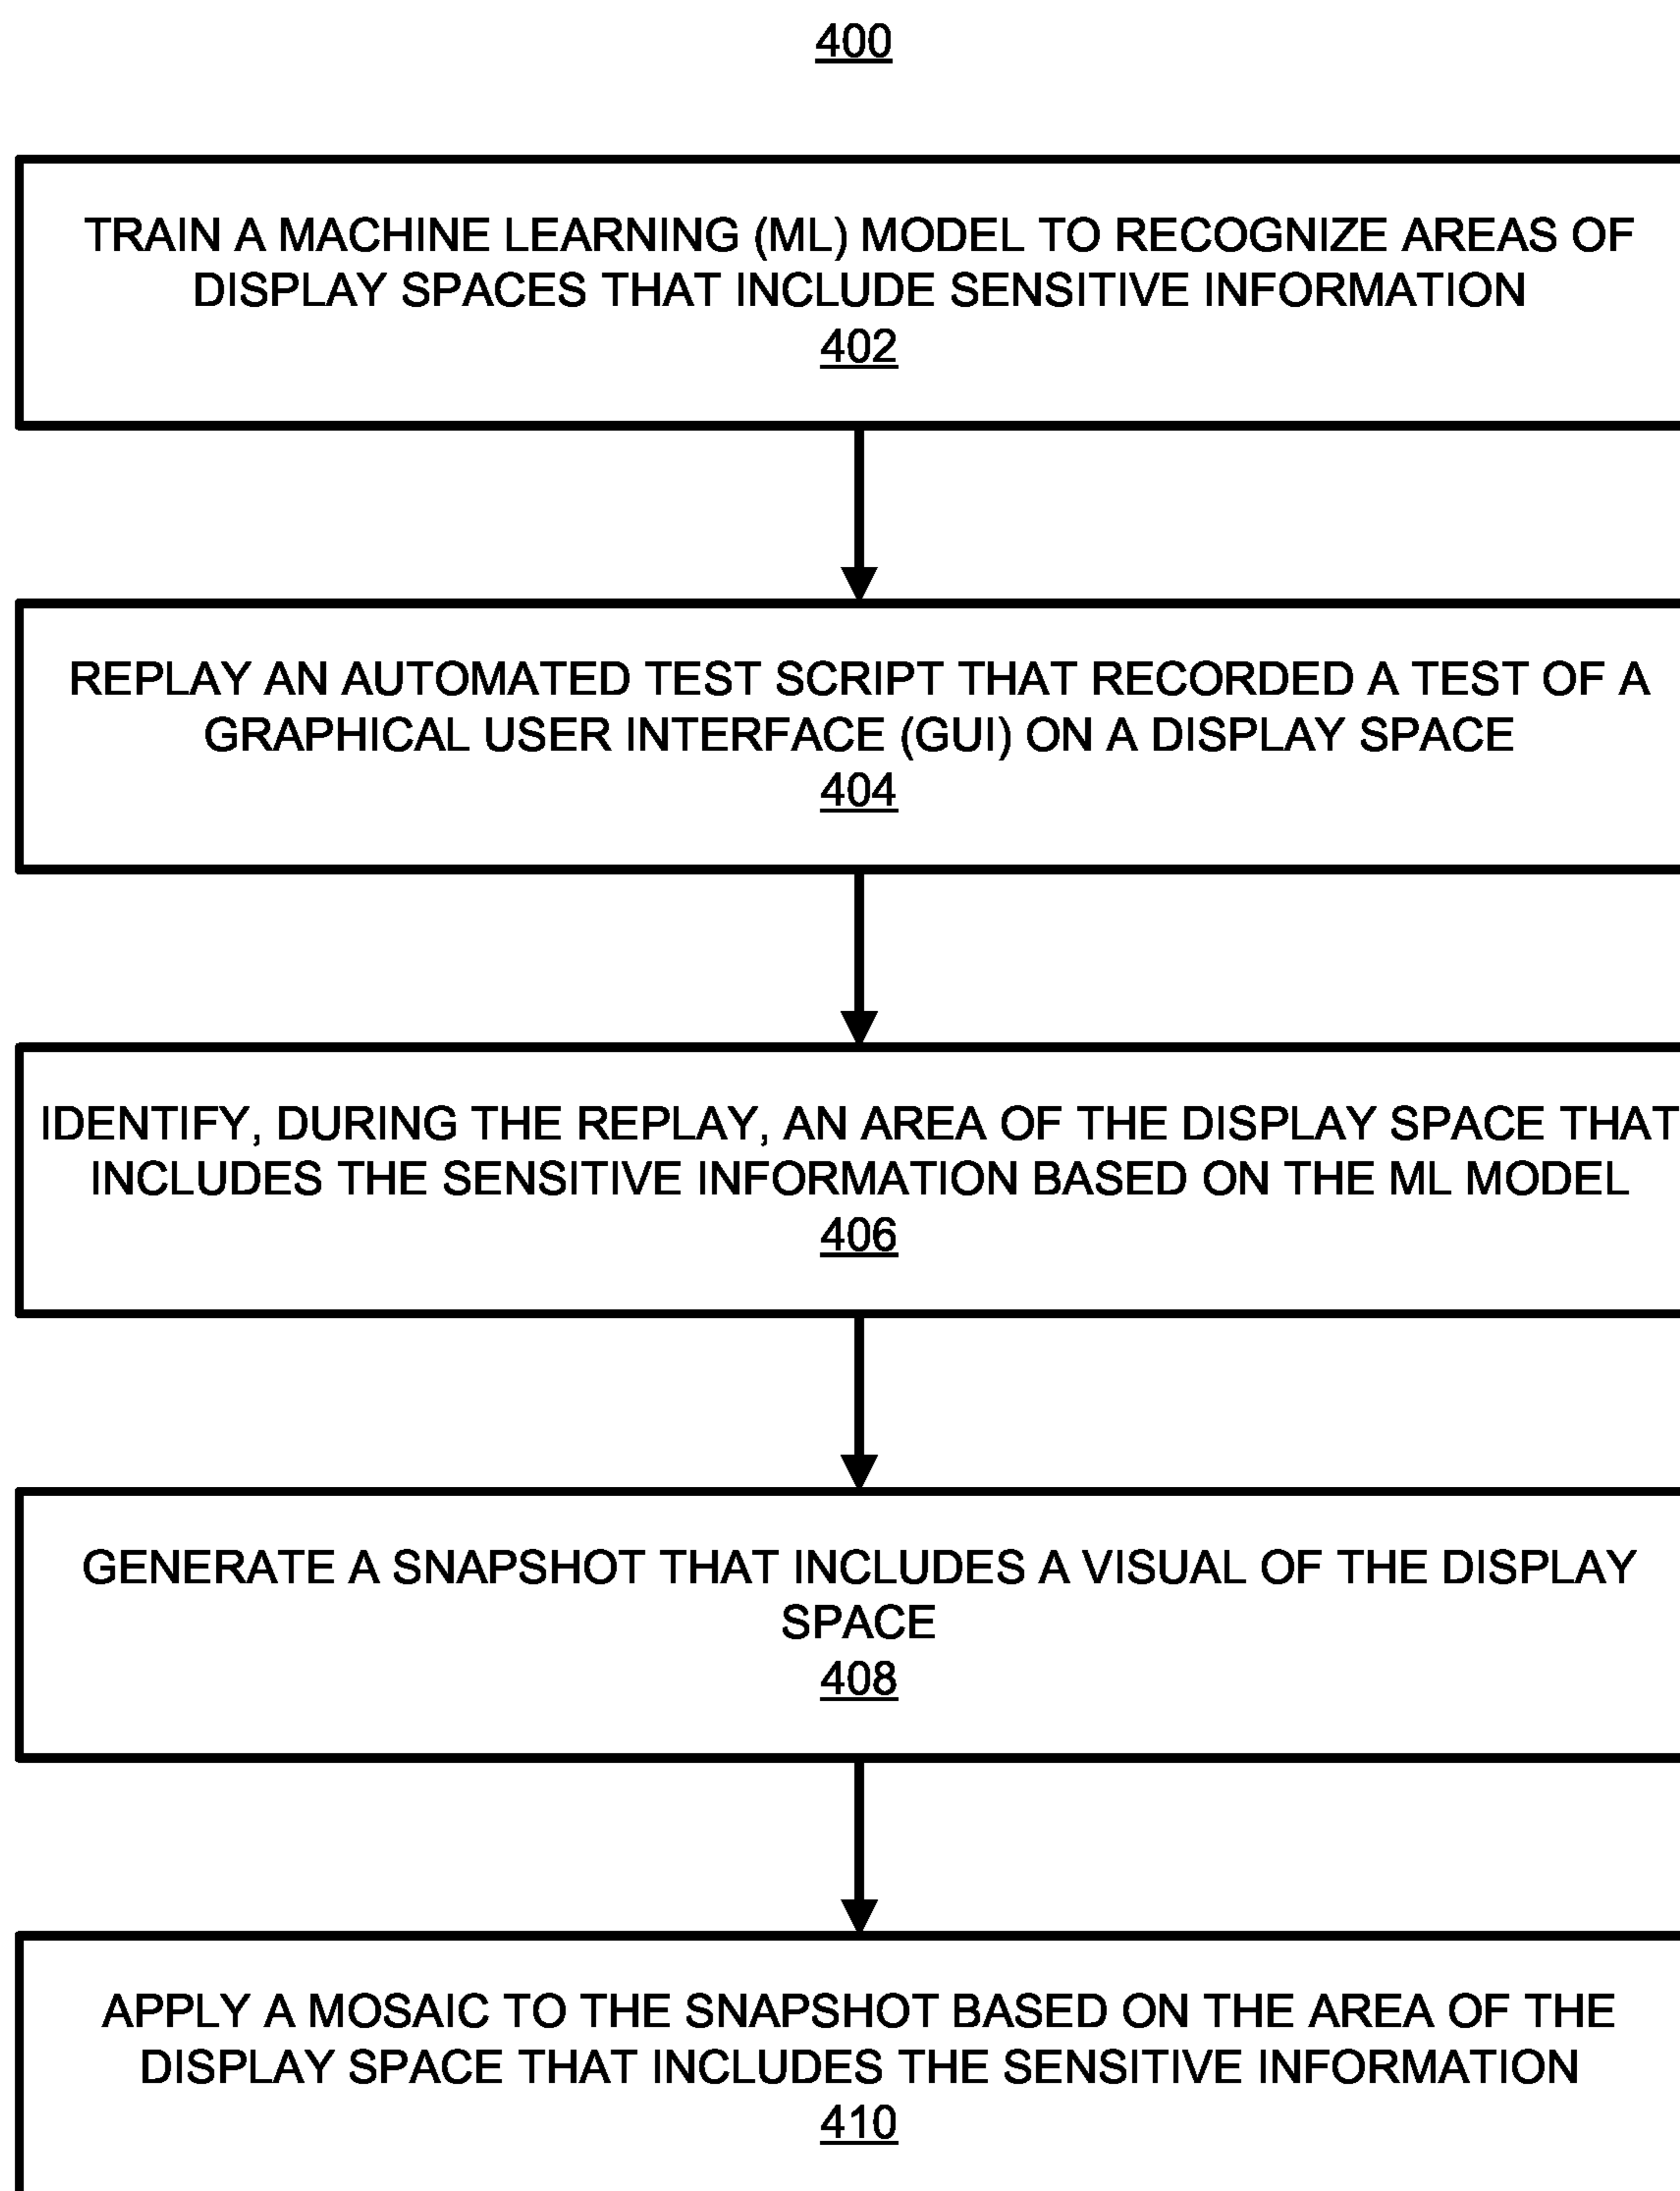 400
TRAIN A MACHINE LEARNING (ML) MODEL TO RECOGNIZE AREAS OF
DISPLAY SPACES THAT INCLUDE SENSITIVE INFORMATION
402
REPLAY AN AUTOMATED TEST SCRIPT THAT RECORDED A TEST OF A
GRAPHICAL USER INTERFACE (GUI) ON A DISPLAY SPACE
404
IDENTIFY, DURING THE REPLAY, AN AREA OF THE DISPLAY SPACE THAT
INCLUDES THE SENSITIVE INFORMATION BASED ON THE ML MODEL
406
GENERATE A SNAPSHOT THAT INCLUDES A VISUAL OF THE DISPLAY
SPACE
408
APPLY A MOSAIC TO THE SNAPSHOT BASED ON THE AREA OF THE
DISPLAY SPACE THAT INCLUDES THE SENSITIVE INFORMATION
410